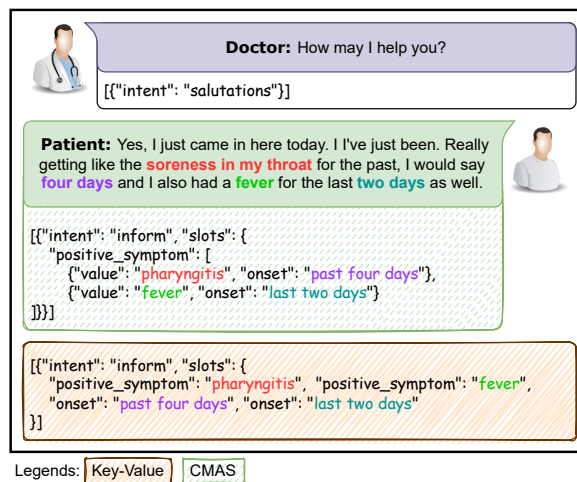 Doctor: How may I help you?
[{"intent": "salutations"}]
Patient: Yes, I just came in here today. I I've just been. Really
getting like the soreness in my throat for the past, I would say
four days and I also had a fever for the last two days as well.
[{"intent": "inform", "slots": {
"positive_symptom": [
{"value": "pharyngitis", "onset": "past four days"},
{"value": "fever", "onset": "last two days"}
]}}]
[{"intent": "inform", "slots": {
"positive_symptom": "pharyngitis", "positive_symptom": "fever",
"onset": "past four days", "onset": "last two days"
}]
Legends: Key-Value CMAS